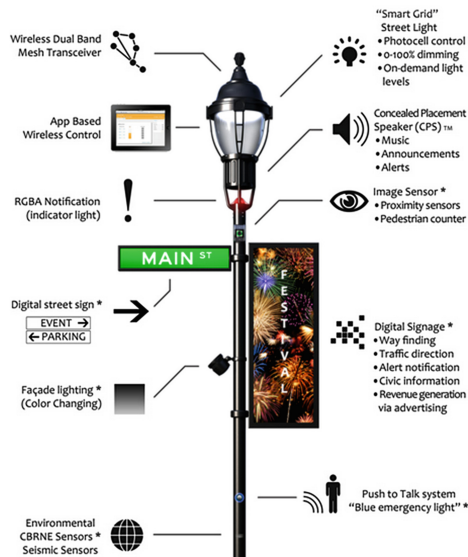 Wireless Dual Band
Mesh Transceiver
"Smart Grid"
Street Light
• Photocell control
• 0-100% dimming
• On-demand light
levels
App Based
Wireless Control
Concealed Placement
Speaker (CPS) TM
• Music
• Announcements
• Alerts
RGBA Notification
(indicator light)
Image Sensor *
• Proximity sensors
• Pedestrian counter
MAIN ST
FESTIVAL
Digital street sign *
EVENT →
← PARKING
Digital Signage *
• Way finding
• Traffic direction
• Alert notification
• Civic information
• Revenue generation
via advertising
Façade lighting *
(Color Changing)
Push to Talk system
"Blue emergency light" *
Environmental
CBRNE Sensors *
Seismic Sensors